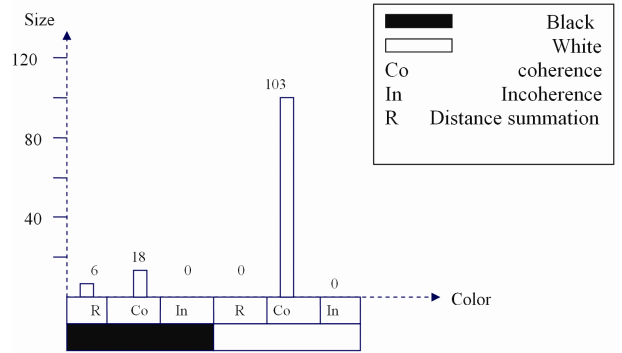 Size
120
80
40
6
18
0
0
103
0
R
Co
In
R
Co
In
Color
Black
White
Co coherence
In Incoherence
R Distance summation